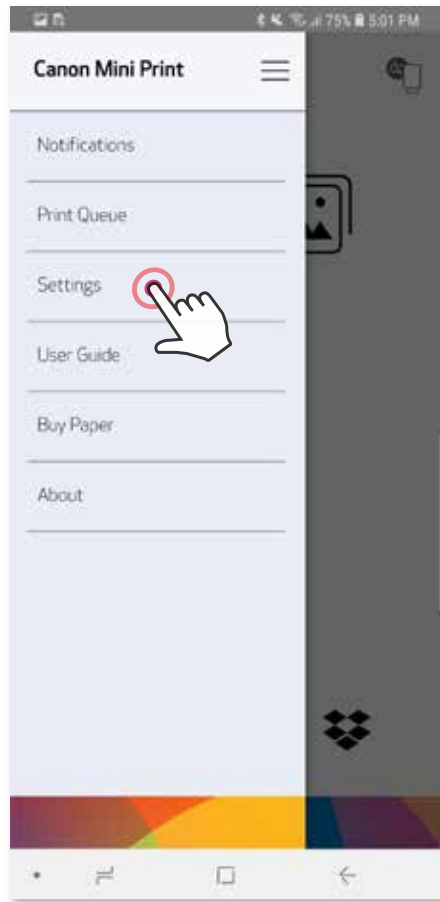 75% 5:01 PM
Canon Mini Print
Notifications
Print Queue
Settings
User Guide
Buy Paper
About